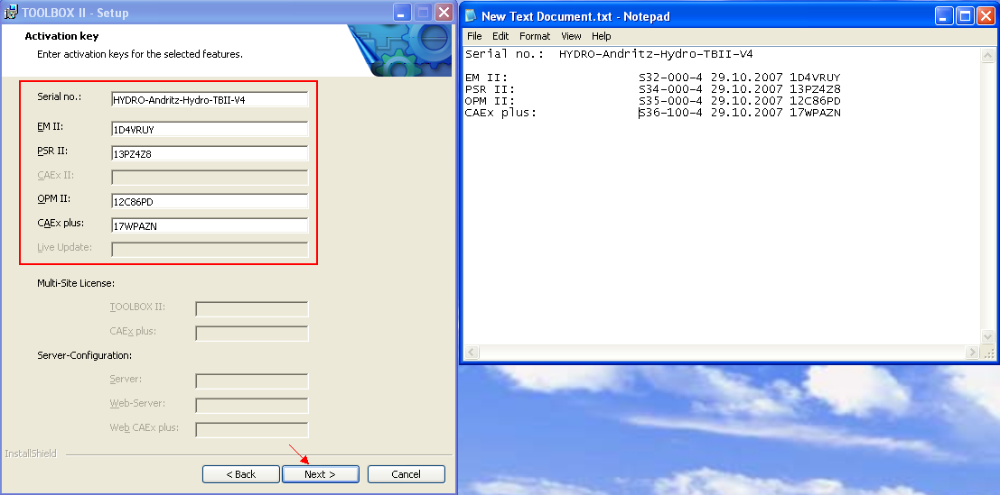 TOOLBOX II - Setup
Activation key
Enter activation keys for the selected features.
Serial no.: HYDRO-Andritz-Hydro-TBII-V4
EM II: 1D4VRUY
PSR II: 13PZ4Z8
CAEx II:
OPM II: 12C86PD
CAEx plus: 17WPAZN
Live Update:
Multi-Site License:
TOOLBOX II:
CAEx plus:
Server-Configuration:
Server:
Web-Server:
Web CAEx plus:
InstallShield
< Back Next > Cancel
New Text Document.txt - Notepad
File Edit Format View Help
Serial no.: HYDRO-Andritz-Hydro-TBII-V4
EM II: S32-000-4 29.10.2007 1D4VRUY
PSR II: S34-000-4 29.10.2007 13PZ4Z8
OPM II: S35-000-4 29.10.2007 12C86PD
CAEx plus: S36-100-4 29.10.2007 17WPAZN